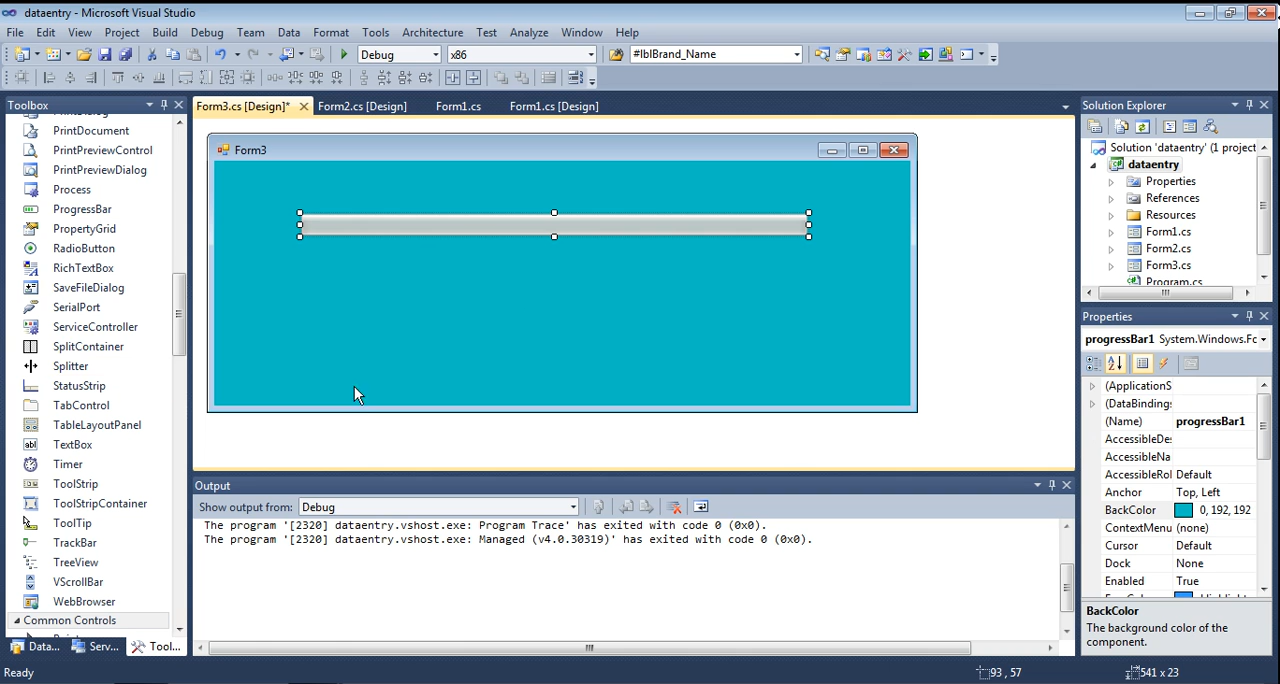 dataentry - Microsoft Visual Studio
File Edit View Project Build Debug Team Data Format Tools Architecture Test Analyze Window Help
Debug x86 #lblBrand_Name
Toolbox
PrintDocument
PrintPreviewControl
PrintPreviewDialog
Process
ProgressBar
PropertyGrid
RadioButton
RichTextBox
SaveFileDialog
SerialPort
ServiceController
SplitContainer
Splitter
StatusStrip
TabControl
TableLayoutPanel
TextBox
Timer
ToolStrip
ToolStripContainer
ToolTip
TrackBar
TreeView
VScrollBar
WebBrowser
Common Controls
Data... Serv... Tool...
Form3.cs [Design]* Form2.cs [Design] Form1.cs Form1.cs [Design]
Form3
Output
Show output from: Debug
The program '[2320] dataentry.vshost.exe: Program Trace' has exited with code 0 (0x0).
The program '[2320] dataentry.vshost.exe: Managed (v4.0.30319)' has exited with code 0 (0x0).
Solution Explorer
Solution 'dataentry' (1 project
dataentry
Properties
References
Resources
Form1.cs
Form2.cs
Form3.cs
Program.cs
Properties
progressBar1 System.Windows.Fc
(ApplicationS
(DataBindings
(Name) progressBar1
AccessibleDes
AccessibleNa
AccessibleRol Default
Anchor Top, Left
BackColor 0, 192, 192
ContextMenu (none)
Cursor Default
Dock None
Enabled True
BackColor
The background color of the
component.
Ready 93 , 57 541 x 23